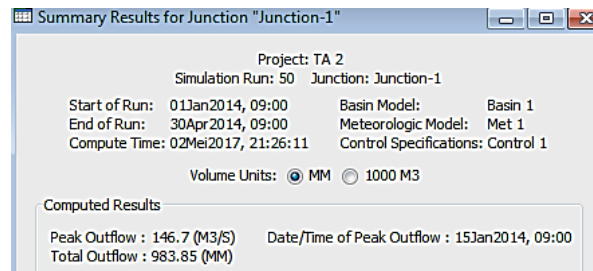 Summary Results for Junction "Junction-1"
Project: TA 2
Simulation Run: 50 Junction: Junction-1
Start of Run: 01Jan2014, 09:00 Basin Model: Basin 1
End of Run: 30Apr2014, 09:00 Meteorologic Model: Met 1
Compute Time: 02Mei2017, 21:26:11 Control Specifications: Control 1
Volume Units: MM 1000 M3
Computed Results
Peak Outflow : 146.7 (M3/S) Date/Time of Peak Outflow : 15Jan2014, 09:00
Total Outflow : 983.85 (MM)